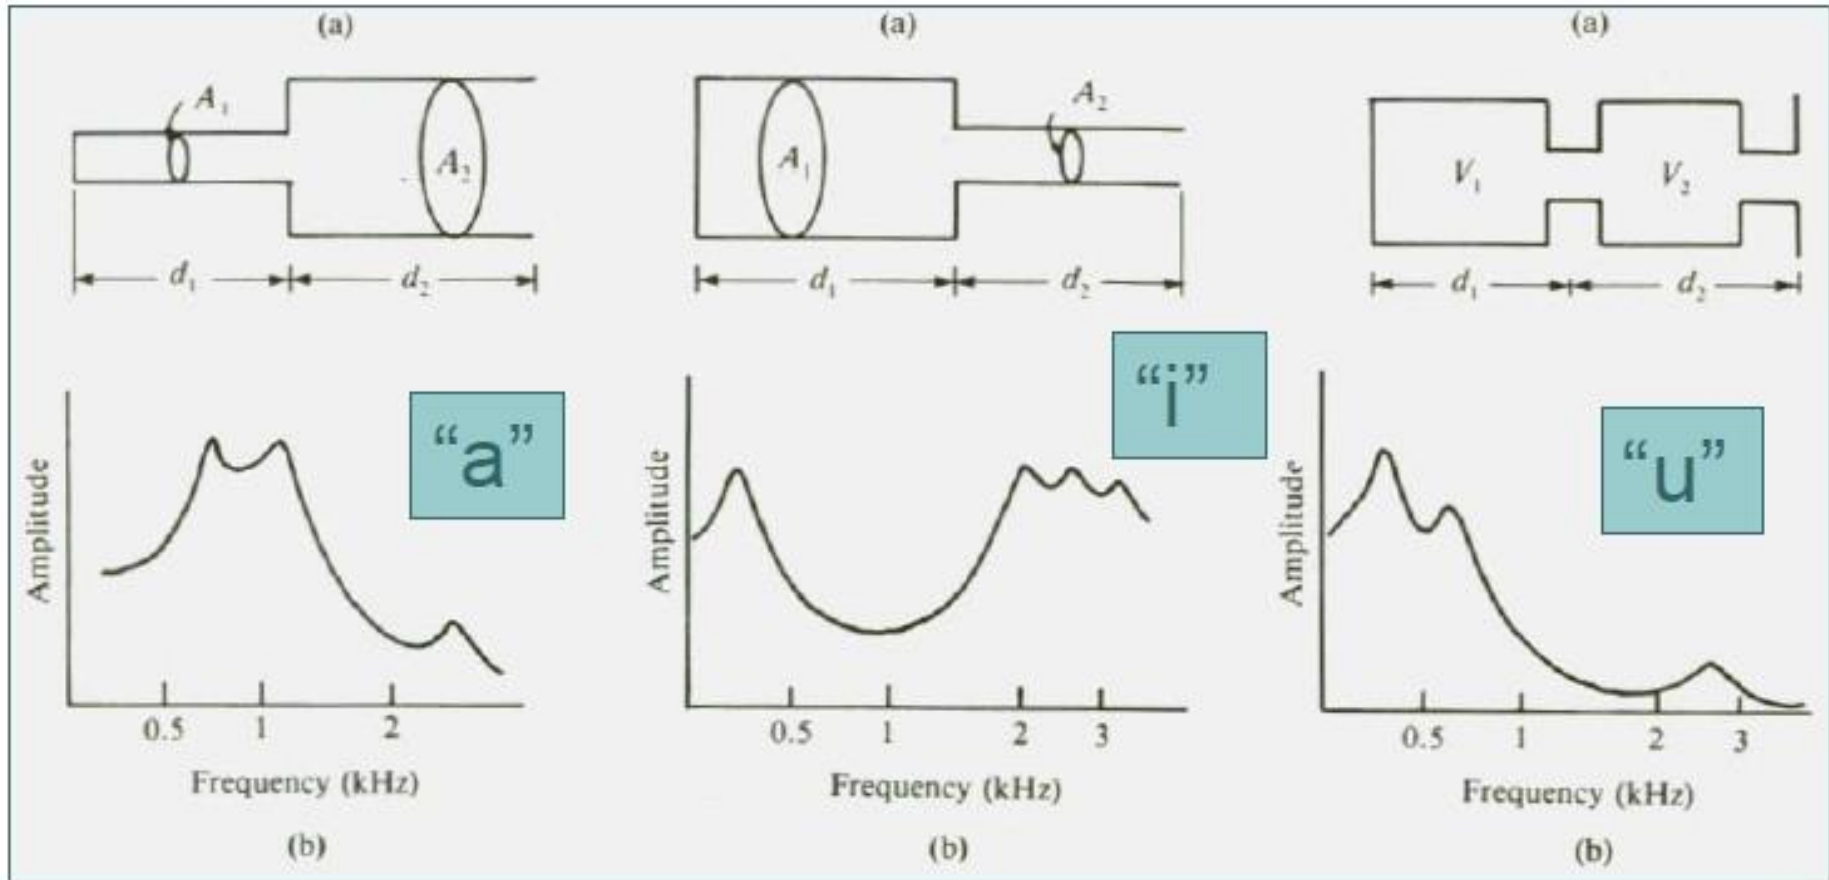 (a)
A₁
A₂
d₁
d₂
"a"
Amplitude
0.5 1 2
Frequency (kHz)
(b)
(a)
A₁
A₂
d₁
d₂
"i"
Amplitude
0.5 1 2 3
Frequency (kHz)
(b)
(a)
V₁
V₂
d₁
d₂
"u"
Amplitude
0.5 1 2 3
Frequency (kHz)
(b)